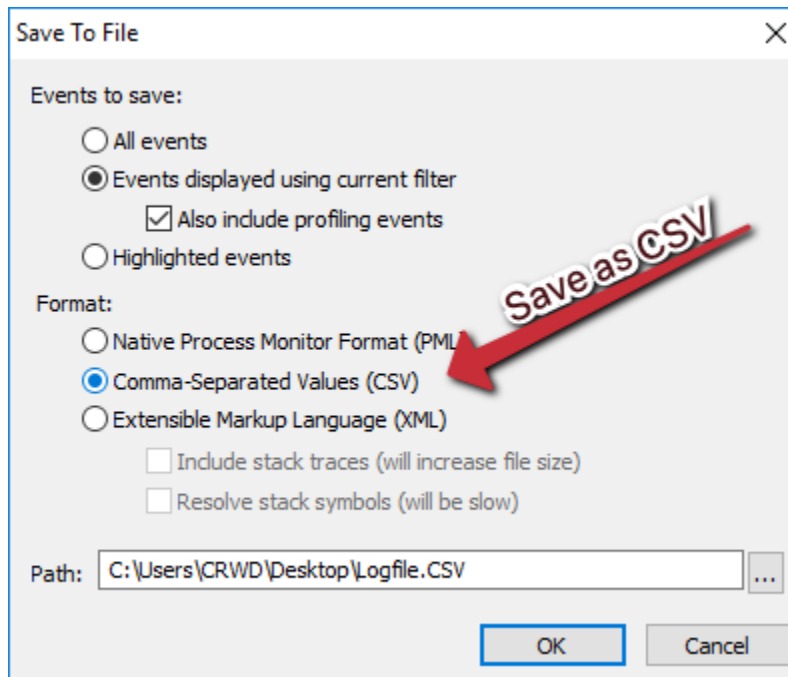 Save To File
Events to save:
All events
Events displayed using current filter
Also include profiling events
Highlighted events
Save as CSV
Format:
Native Process Monitor Format (PML)
Comma-Separated Values (CSV)
Extensible Markup Language (XML)
Include stack traces (will increase file size)
Resolve stack symbols (will be slow)
Path: C:\Users\CRWD\Desktop\Logfile.CSV ...
OK Cancel